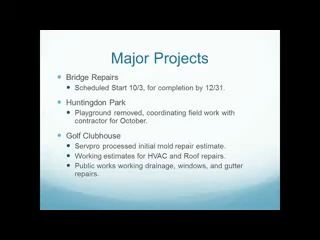 Major Projects
Bridge Repairs
Scheduled Start 10/3, for completion by 12/31.
Huntingdon Park
Playground removed, coordinating field work with
contractor for October.
Golf Clubhouse
Servpro processed initial mold repair estimate.
Working estimates for HVAC and Roof repairs.
Public works working drainage, windows, and gutter
repairs.